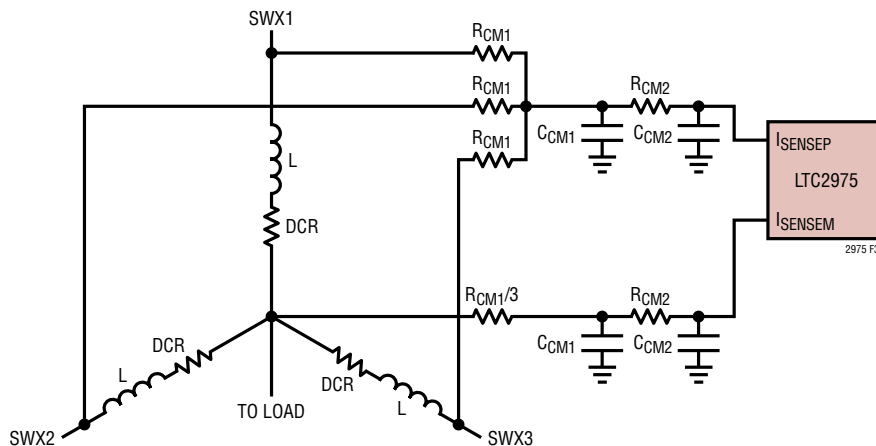 SWX1
RCM1
RCM1
RCM2
RCM1
CCM1
CCM2
ISENSEP
L
LTC2975
DCR
ISENSEM
2975 F3
RCM1/3
RCM2
DCR
CCM1
CCM2
L
DCR
L
TO LOAD
SWX2
SWX3